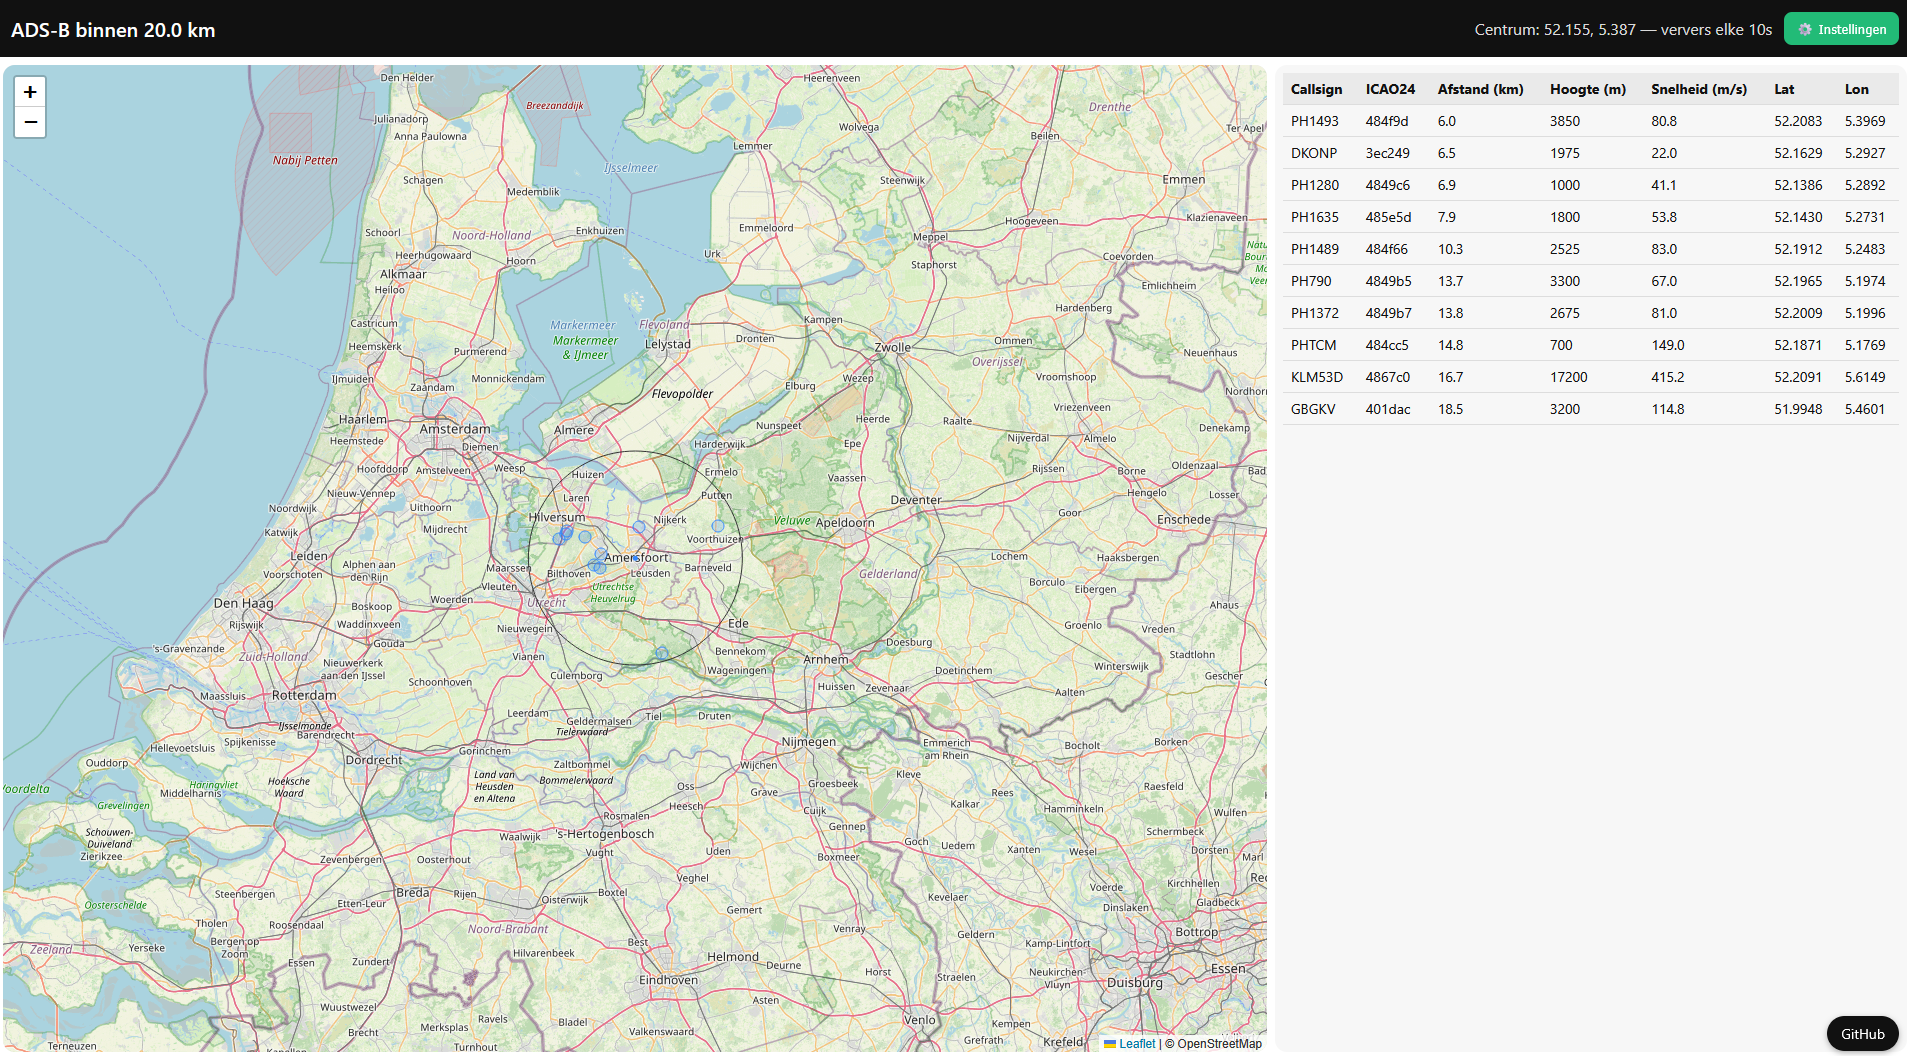 ADS-B binnen 20.0 km
Centrum: 52.155, 5.387 — ververs elke 10s
Instellingen
+
−
Callsign ICAO24 Afstand (km) Hoogte (m) Snelheid (m/s) Lat Lon
PH1493 484f9d 6.0 3850 80.8 52.2083 5.3969
DKONP 3ec249 6.5 1975 22.0 52.1629 5.2927
PH1280 4849c6 6.9 1000 41.1 52.1386 5.2892
PH1635 485e5d 7.9 1800 53.8 52.1430 5.2731
PH1489 484f66 10.3 2525 83.0 52.1912 5.2483
PH790 4849b5 13.7 3300 67.0 52.1965 5.1974
PH1372 4849b7 13.8 2675 81.0 52.2009 5.1996
PHTCM 484cc5 14.8 700 149.0 52.1871 5.1769
KLM53D 4867c0 16.7 17200 415.2 52.2091 5.6149
GBGKV 401dac 18.5 3200 114.8 51.9948 5.4601
Den Helder
Heerenveen
Breezanddijk
Drenthe
Julianadorp
Wolvega
Ter Apel
Anna Paulowna
Beilen
Lemmer
Nabij Petten
IJsselmeer
Schagen
Steenwijk
Emmen
Medemblik
Hoogeveen
Klazienaveen
Schoorl
Noord-Holland
Enkhuizen
Emmeloord
Meppel
Heerhugowaard
Hoorn
Urk
Staphorst
Coevorden
Alkmaar
Heiloo
Emlichheim
Hardenberg
Castricum
Markermeer
Markermeer
& IJmeer
Flevoland
Kampen
Lelystad
Dronten
Heemskerk
Purmerend
Zwolle
Ommen
Neuenhaus
Overijssel
IJmuiden
Monnickendam
Wezep
Vroomshoop
Zaandam
Elburg
Flevopolder
Nordhorn
Haarlem
Vriezenveen
Heemstede
Amsterdam
Almere
Nunspeet
Heerde
Raalte
Denekamp
Diemen
Harderwijk
Epe
Nijverdal
Almelo
Hoofddorp
Amstelveen
Weesp
Huizen
Ermelo
Vaassen
Rijssen
Borne
Oldenzaal
Bad
Nieuw-Vennep
Laren
Putten
Deventer
Hengelo
Losser
Noordwijk
Uithoorn
Hilversum
Nijkerk
Goor
Enschede
Katwijk
Mijdrecht
Veluwe
Apeldoorn
Voorthuizen
Leiden
Amersfoort
Lochem
Haaksbergen
Voorschoten
Alphen aan
den Rijn
Maarssen
Bilthoven
Leusden
Barneveld
Gelderland
Vleuten
Utrechtse
Heuvelrug
Borculo
Eibergen
Den Haag
Boskoop
Woerden
Utrecht
Ahaus
Rijswijk
Waddinxveen
Nieuwegein
Ede
Groenlo
Vreden
's-Gravenzande
Gouda
Doesburg
Zuid-Holland
Nieuwerkerk
aan den IJssel
Vianen
Bennekom
Arnhem
Stadtlohn
Culemborg
Wageningen
Doetinchem
Winterswijk
Gescher
Maassluis
Rotterdam
Schoonhoven
Huissen
Zevenaar
Aalten
IJsselmonde
Barendrecht
Leerdam
Geldermalsen
Tielerwaard
Tiel
Druten
Hellevoetsluis
Spijkenisse
Nijmegen
Emmerich
am Rhein
Bocholt
Borken
Ouddorp
Dordrecht
Gorinchem
Zaltbommel
Wijchen
Voordelta
Haringvliet
Middelharnis
Hoeksche
Waard
Land van
Heusden
en Altena
Bommelerwaard
Oss
Grave
Groesbeek
Kleve
Rees
Raesfeld
Grevelingen
Heesch
Cuijk
Kalkar
Hamminkeln
Wulfen
Rosmalen
Schouwen-
Duiveland
Zierikzee
Waalwijk
's-Hertogenbosch
Gennep
Goch
Uedem
Schermbeck
Zevenbergen
Oosterhout
Vught
Uden
Boxmeer
Xanten
Wesel
Dorsten
Marl
Steenbergen
Breda
Rijen
Boxtel
Veghel
Voerde
Kirchhellen
Oosterschelde
Etten-Leur
Oisterwijk
Gemert
Kevelaer
Dinslaken
Gladbeck
Tholen
Roosendaal
Noord-Brabant
Venray
Geldern
Bottrop
Zeeland
Yerseke
Bergen op
Zoom
Best
Kamp-Lintfort
Essen
Zundert
Hilvarenbeek
Helmond
Deurne
Horst
Straelen
Neukirchen-
Vluyn
Essen
Eindhoven
Duisburg
Wuustwezel
Asten
Ravels
Venlo
Kempen
Brecht
Merksplas
Bladel
Valkenswaard
Terneuzen
Kapellen
Turnhout
Grefrath
Krefeld
Leaflet | © OpenStreetMap
GitHub